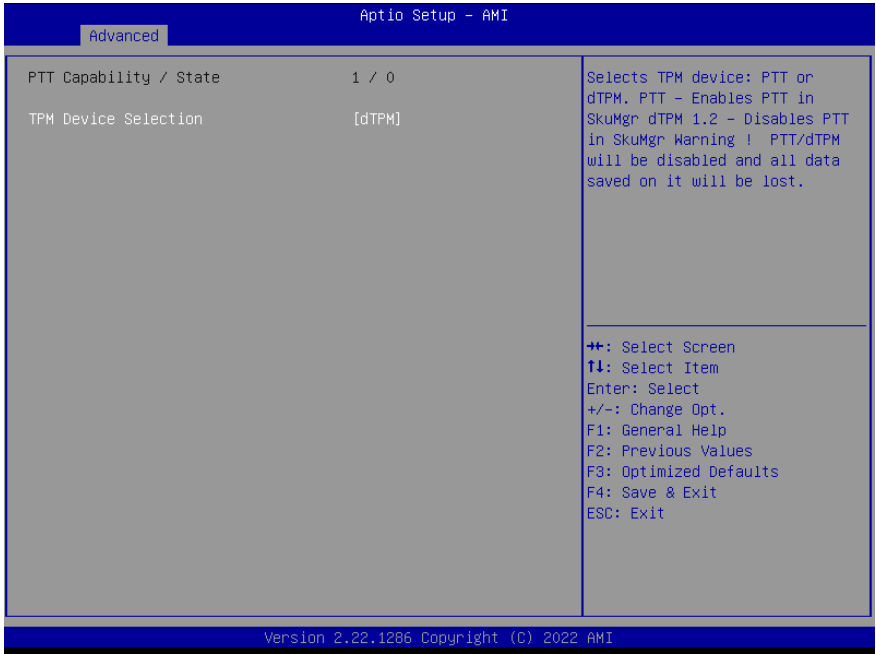 Aptio Setup - AMI
Advanced
PTT Capability / State 1 / 0
TPM Device Selection [dTPM]
Selects TPM device: PTT or
dTPM. PTT - Enables PTT in
SkuMgr dTPM 1.2 - Disables PTT
in SkuMgr Warning ! PTT/dTPM
will be disabled and all data
saved on it will be lost.
→←: Select Screen
↑↓: Select Item
Enter: Select
+/-: Change Opt.
F1: General Help
F2: Previous Values
F3: Optimized Defaults
F4: Save & Exit
ESC: Exit
Version 2.22.1286 Copyright (C) 2022 AMI